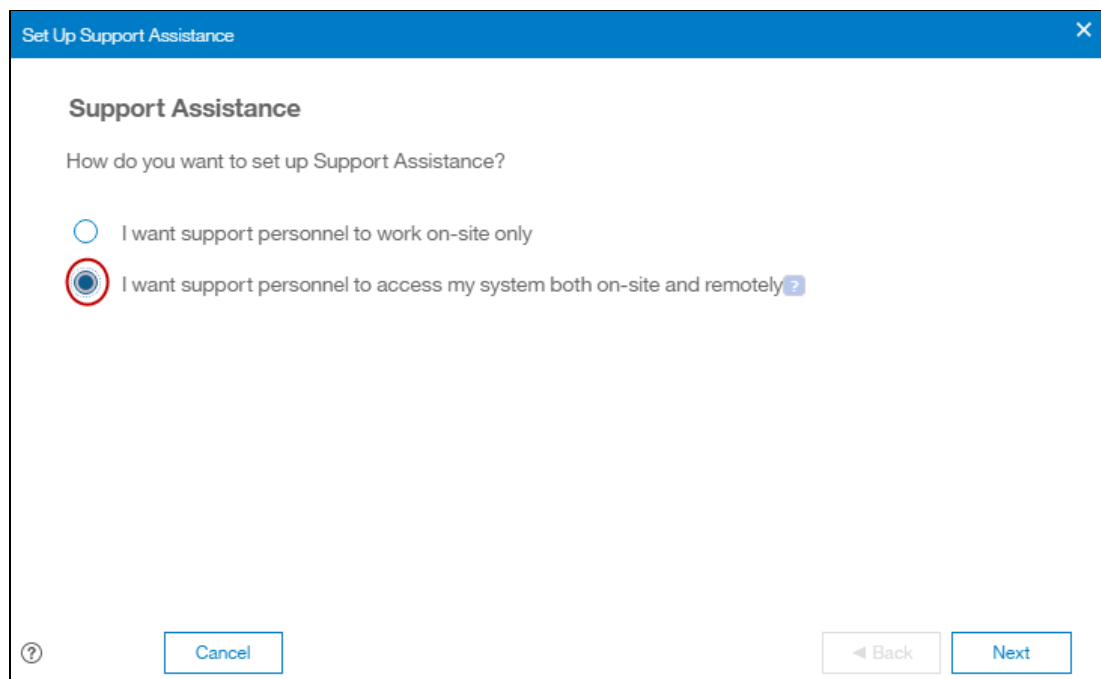 Set Up Support Assistance
Support Assistance
How do you want to set up Support Assistance?
I want support personnel to work on-site only
I want support personnel to access my system both on-site and remotely ?
? Cancel ◄ Back Next